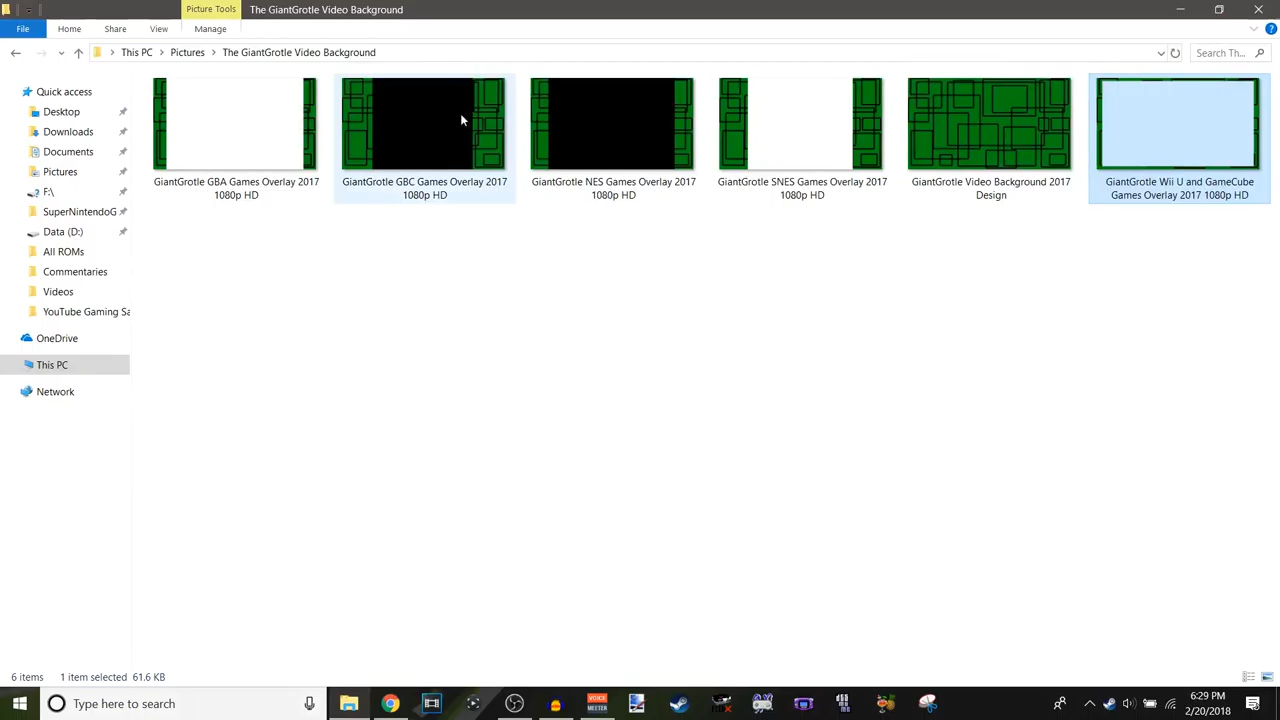 Picture Tools
The GiantGrotle Video Background
File
Home
Share
View
Manage
This PC
Pictures
The GiantGrotle Video Background
Search Th...
Quick access
Desktop
Downloads
Documents
Pictures
F:\
SuperNintendoG
Data (D:)
All ROMs
Commentaries
Videos
YouTube Gaming Sa
OneDrive
This PC
Network
GiantGrotle GBA Games Overlay 2017
1080p HD
GiantGrotle GBC Games Overlay 2017
1080p HD
GiantGrotle NES Games Overlay 2017
1080p HD
GiantGrotle SNES Games Overlay 2017
1080p HD
GiantGrotle Video Background 2017
Design
GiantGrotle Wii U and GameCube
Games Overlay 2017 1080p HD
6 items
1 item selected
61.6 KB
Type here to search
VOICE
MEETER
6:29 PM
2/20/2018